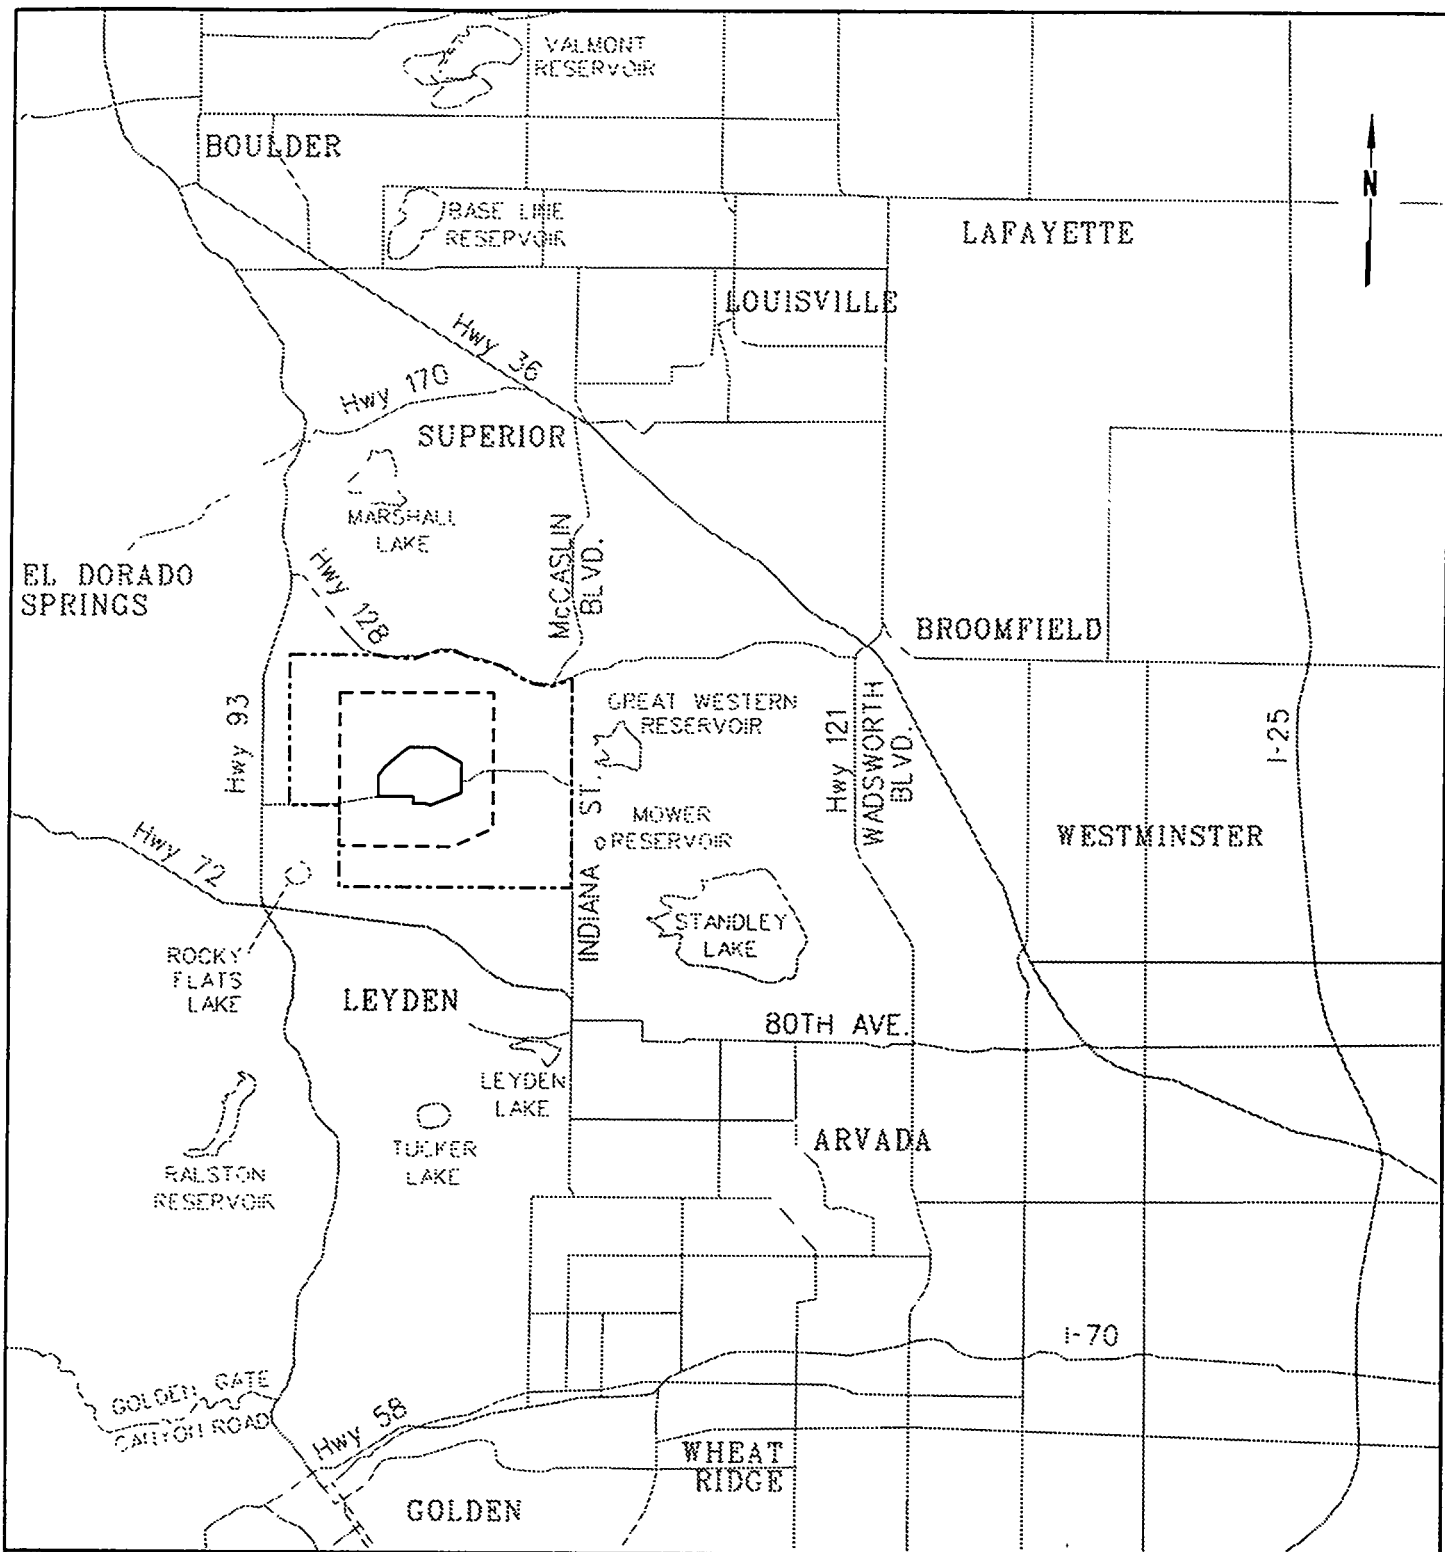 VALMONT
RESERVOIR
BOULDER
N
BASE LINE
RESERVOIR
LAFAYETTE
LOUISVILLE
Hwy 36
Hwy 170
SUPERIOR
MARSHALL
LAKE
McCASLIN
BLVD.
EL DORADO
SPRINGS
Hwy 128
BROOMFIELD
Hwy 93
GREAT WESTERN
RESERVOIR
Hwy 121
WADSWORTH
BLVD.
I-25
MOWER
RESERVOIR
WESTMINSTER
Hwy 72
INDIANA ST.
STANDLEY
LAKE
ROCKY
FLATS
LAKE
LEYDEN
80TH AVE.
LEYDEN
LAKE
TUCKER
LAKE
ARVADA
RALSTON
RESERVOIR
I-70
GOLDEN GATE
CANYON ROAD
Hwy 58
WHEAT
RIDGE
GOLDEN